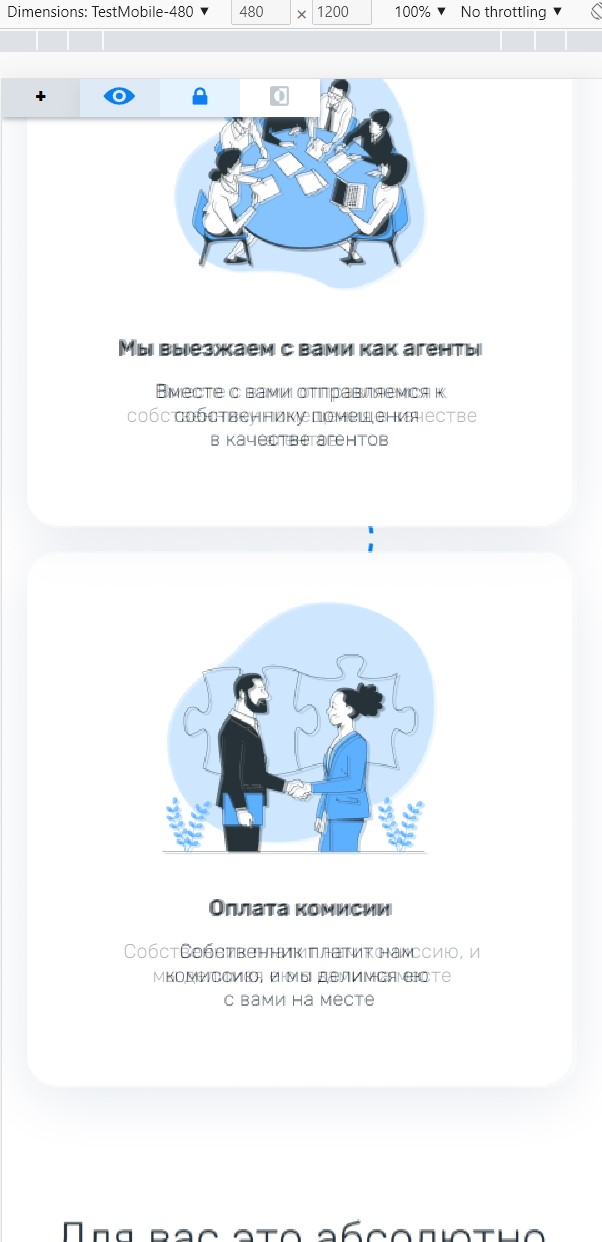 Dimensions: TestMobile-480 ▼ 480 × 1200 100% ▼ No throttling ▼
Мы выезжаем с вами как агенты
Вместе с вами отправляемся к
собственнику помещения
в качестве агентов
Оплата комисии
Собственник платит нам
комиссию, и мы делимся ею
с вами на месте
Для вас это абсолютно